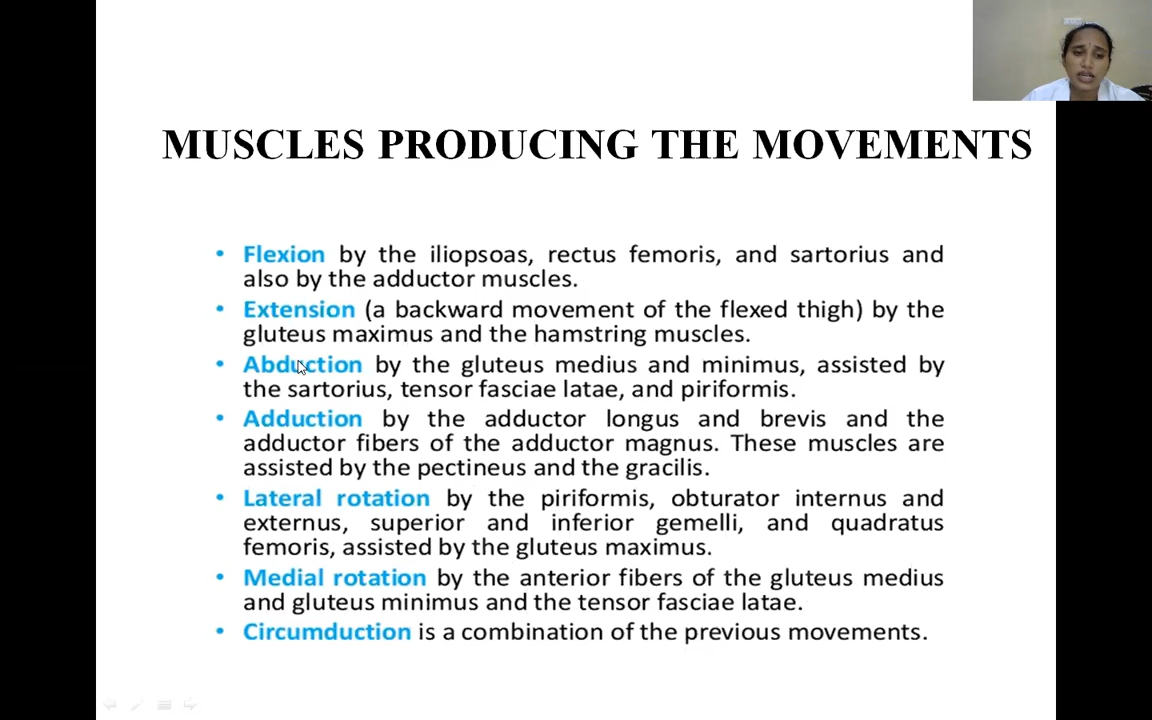 MUSCLES PRODUCING THE MOVEMENTS
• Flexion by the iliopsoas, rectus femoris, and sartorius and
also by the adductor muscles.
• Extension (a backward movement of the flexed thigh) by the
gluteus maximus and the hamstring muscles.
• Abduction by the gluteus medius and minimus, assisted by
the sartorius, tensor fasciae latae, and piriformis.
• Adduction by the adductor longus and brevis and the
adductor fibers of the adductor magnus. These muscles are
assisted by the pectineus and the gracilis.
• Lateral rotation by the piriformis, obturator internus and
externus, superior and inferior gemelli, and quadratus
femoris, assisted by the gluteus maximus.
• Medial rotation by the anterior fibers of the gluteus medius
and gluteus minimus and the tensor fasciae latae.
• Circumduction is a combination of the previous movements.